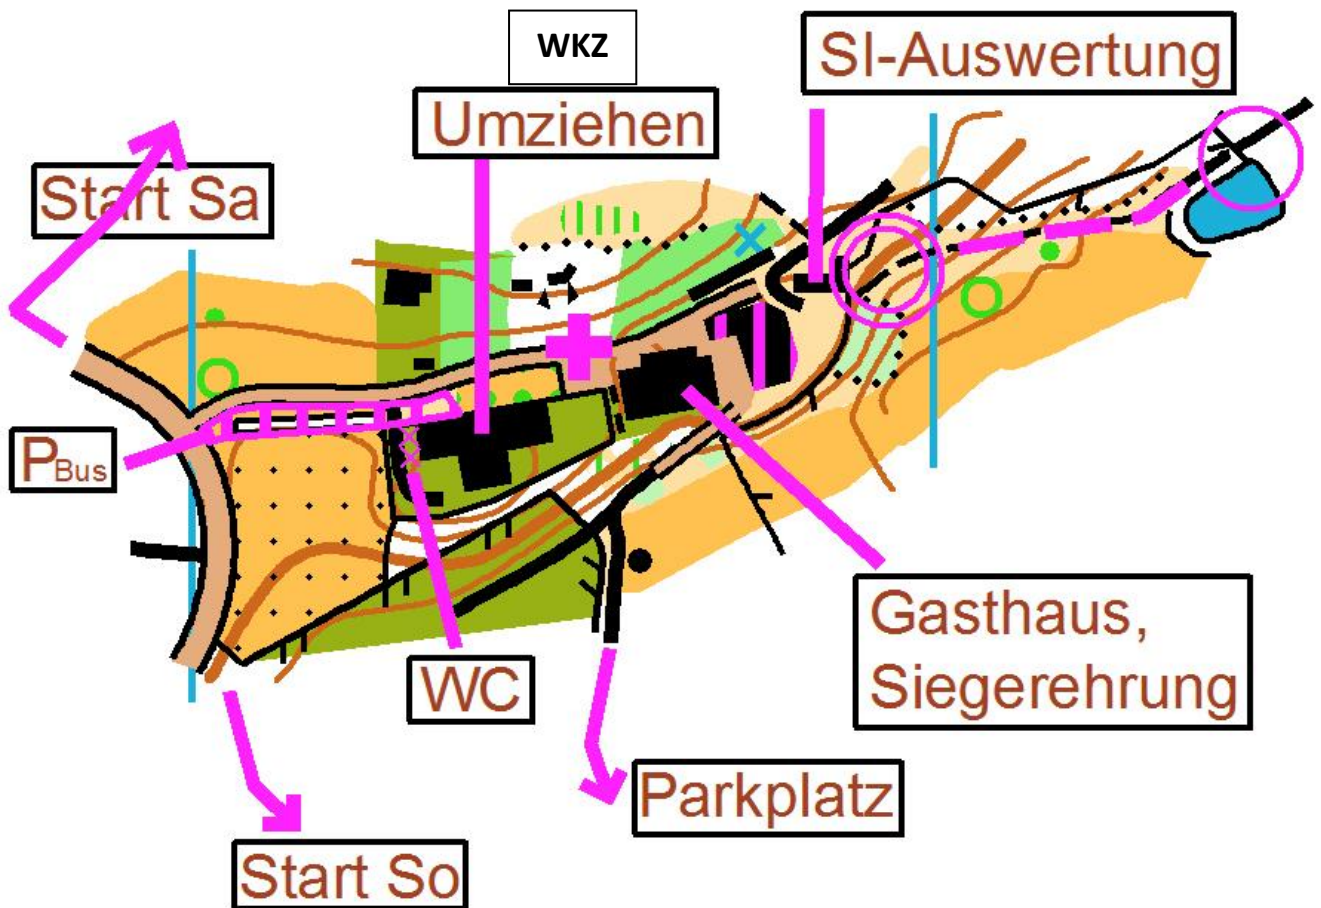 WKZ
SI-Auswertung
Umziehen
Start Sa
PBus
Gasthaus,
Siegerehrung
WC
Parkplatz
Start So